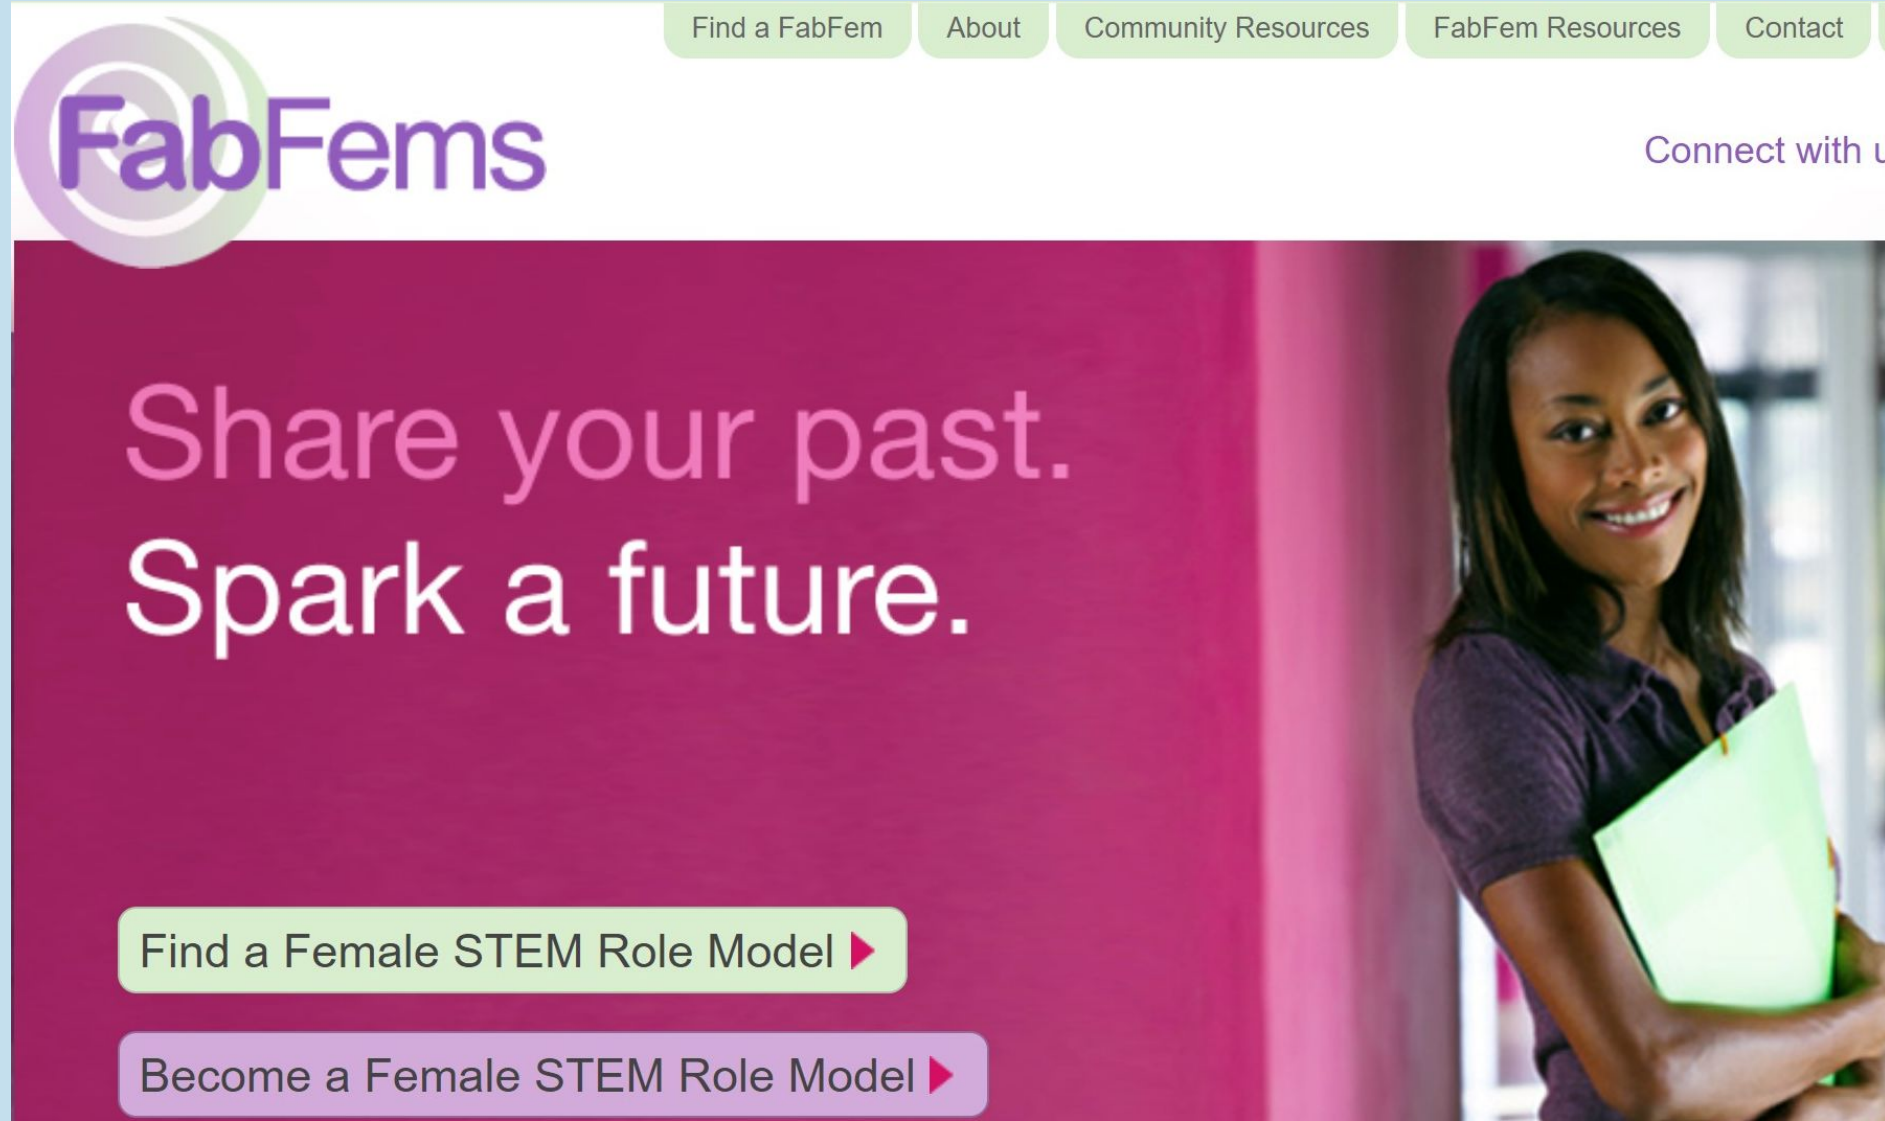 Find a FabFem
About
Community Resources
FabFem Resources
Contact
FabFems
Connect with
Share your past.
Spark a future.
Find a Female STEM Role Model
Become a Female STEM Role Model